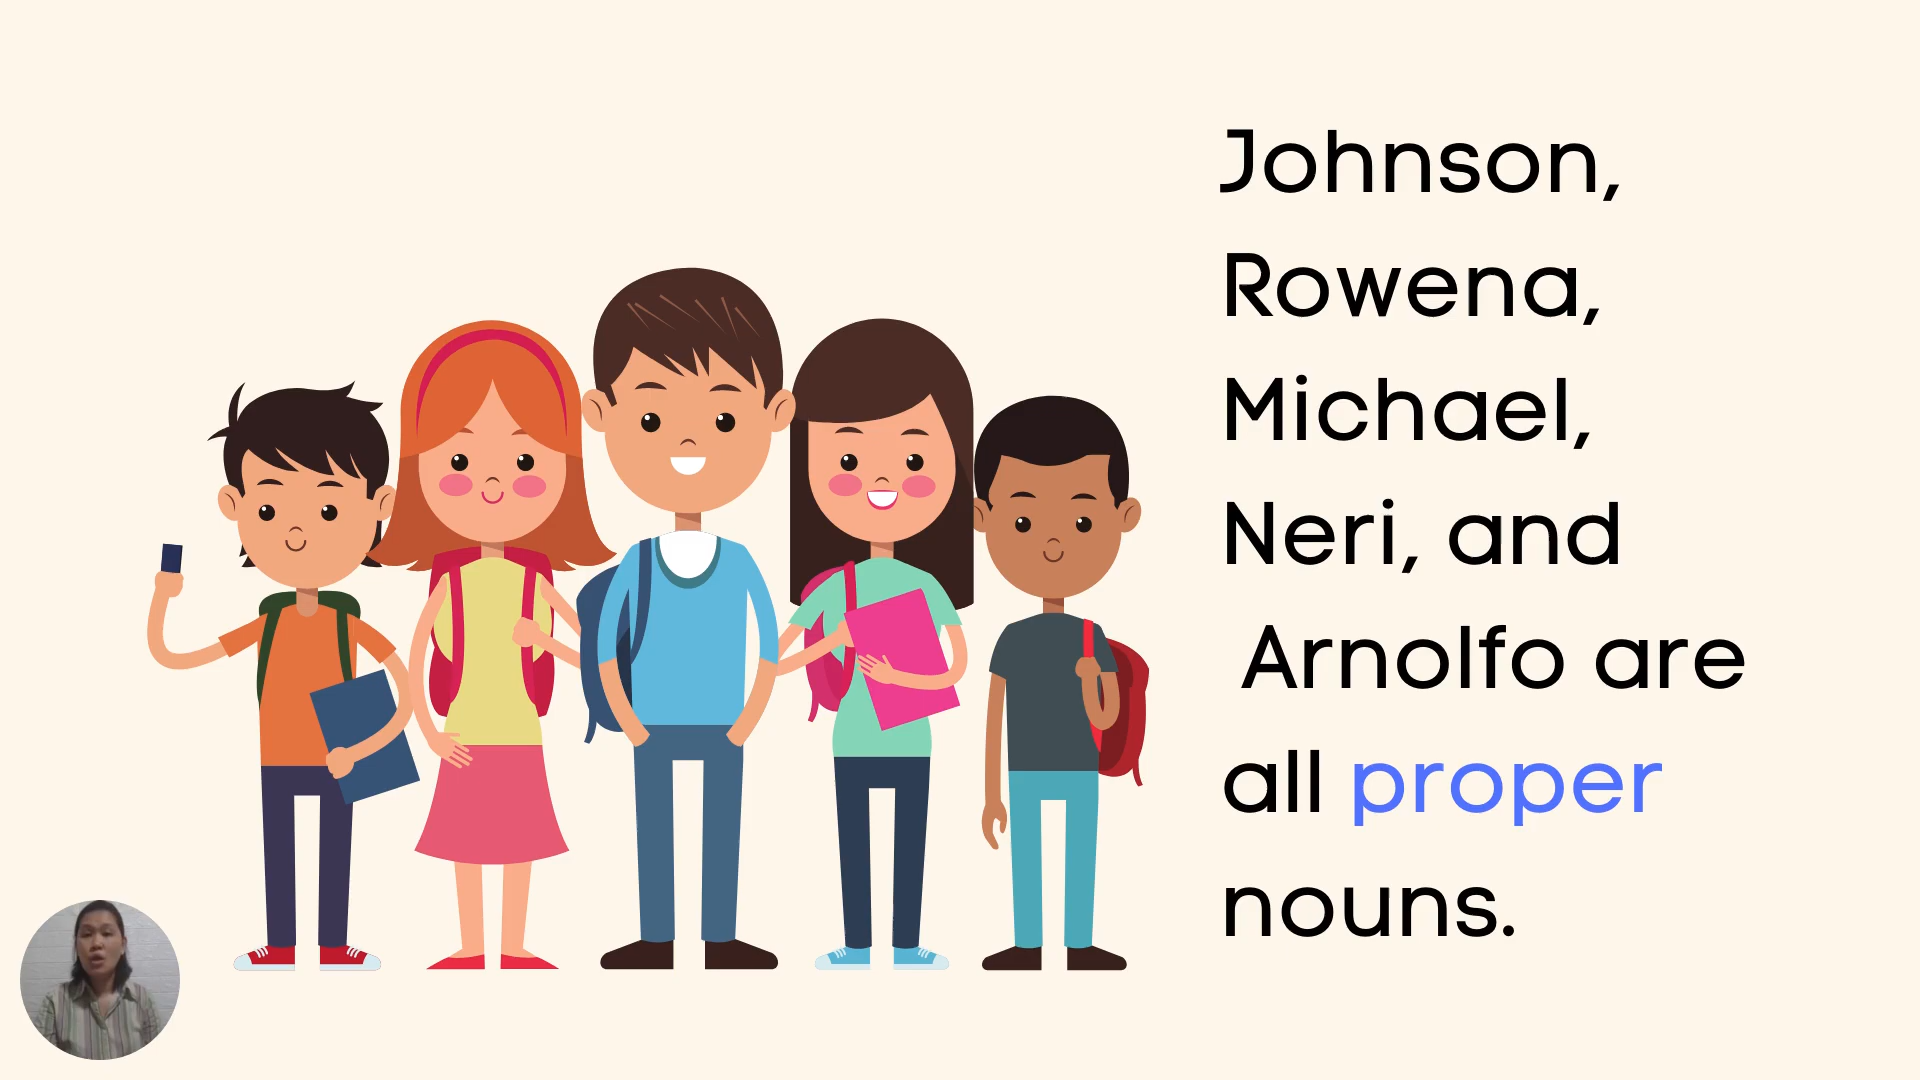 Johnson,
Rowena,
Michael,
Neri, and
Arnolfo are
all proper
nouns.